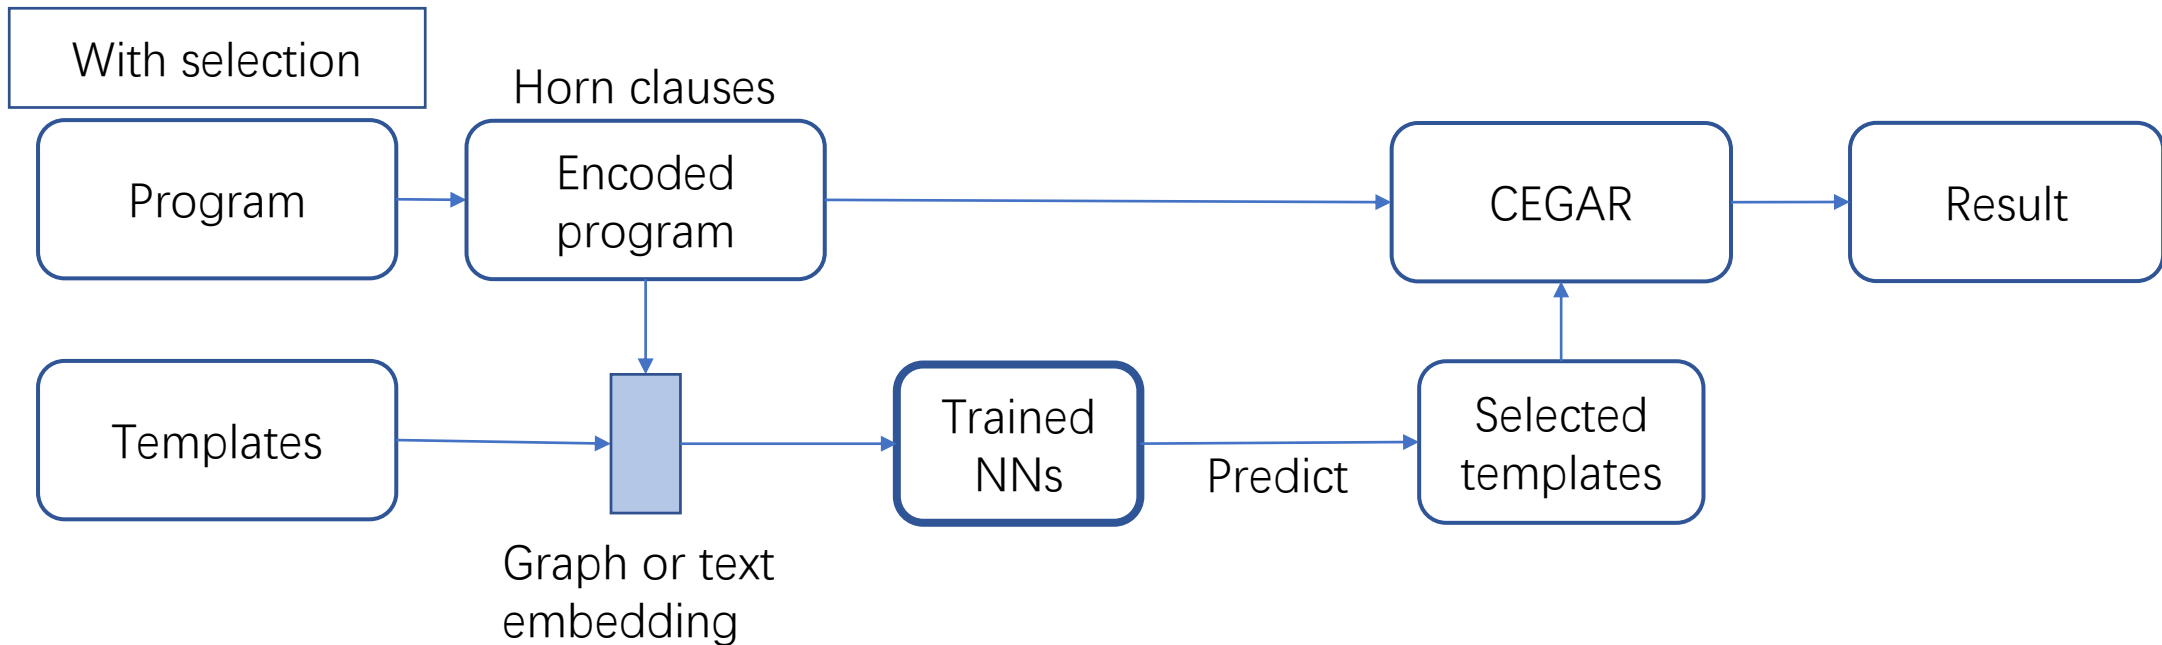 With selection
Horn clauses
Program
Encoded
program
CEGAR
Result
Templates
Trained
NNs
Predict
Selected
templates
Graph or text
embedding